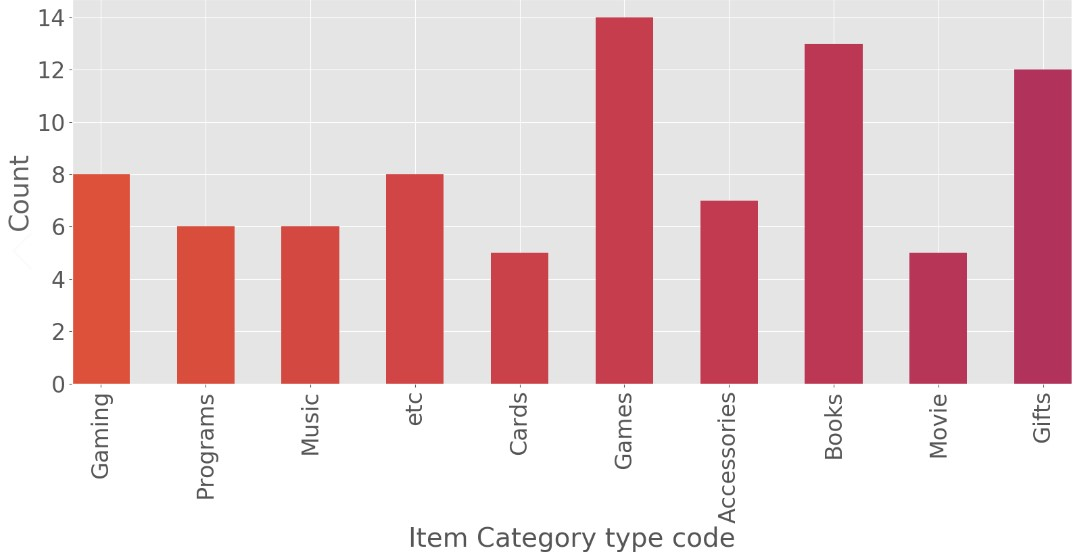 14
12
10
8
6
4
2
0
Count
Gaming
Programs
Music
etc
Cards
Games
Accessories
Books
Movie
Gifts
Item Category type code